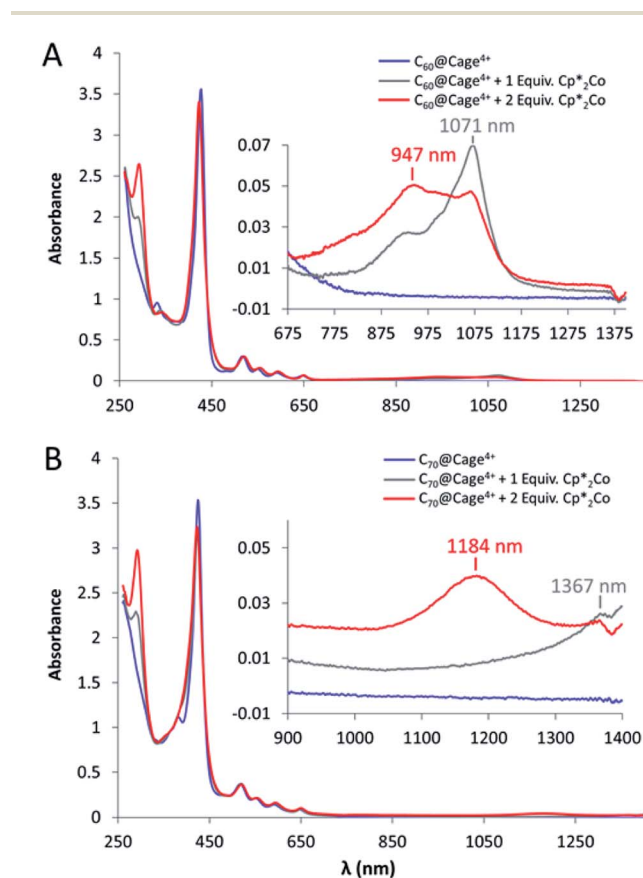 A
C₆₀@Cage⁴⁺
C₆₀@Cage⁴⁺ + 1 Equiv. Cp*₂Co
C₆₀@Cage⁴⁺ + 2 Equiv. Cp*₂Co
4
3.5
3
2.5
2
1.5
1
0.5
0
Absorbance
0.07
0.05
0.03
0.01
-0.01
947 nm
1071 nm
675 775 875 975 1075 1175 1275 1375
250 450 650 850 1050 1250
B
C₇₀@Cage⁴⁺
C₇₀@Cage⁴⁺ + 1 Equiv. Cp*₂Co
C₇₀@Cage⁴⁺ + 2 Equiv. Cp*₂Co
4
3.5
3
2.5
2
1.5
1
0.5
0
Absorbance
0.05
0.03
0.01
-0.01
1184 nm
1367 nm
900 1000 1100 1200 1300 1400
250 450 650 850 1050 1250
λ (nm)